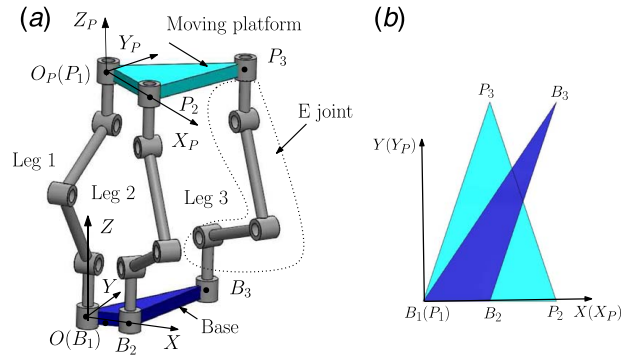 (a)
Z_P
Y_P
Moving platform
O_P(P_1)
P_3
P_2
X_P
E joint
Leg 1
Leg 2
Leg 3
Z
Y
B_3
O(B_1)
B_2
X
Base
(b)
P_3
B_3
Y(Y_P)
B_1(P_1)
B_2
P_2
X(X_P)